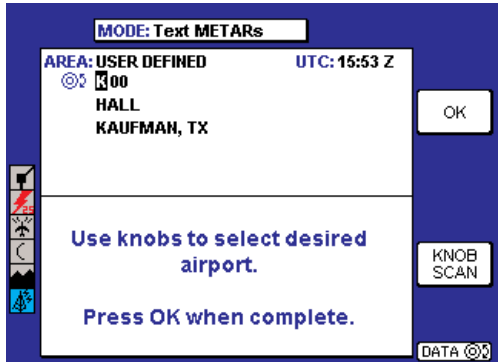 MODE: Text METARs
AREA: USER DEFINED UTC: 15:53 Z
K00
HALL
KAUFMAN, TX
OK
25
Use knobs to select desired
airport.
KNOB
SCAN
Press OK when complete.
DATA